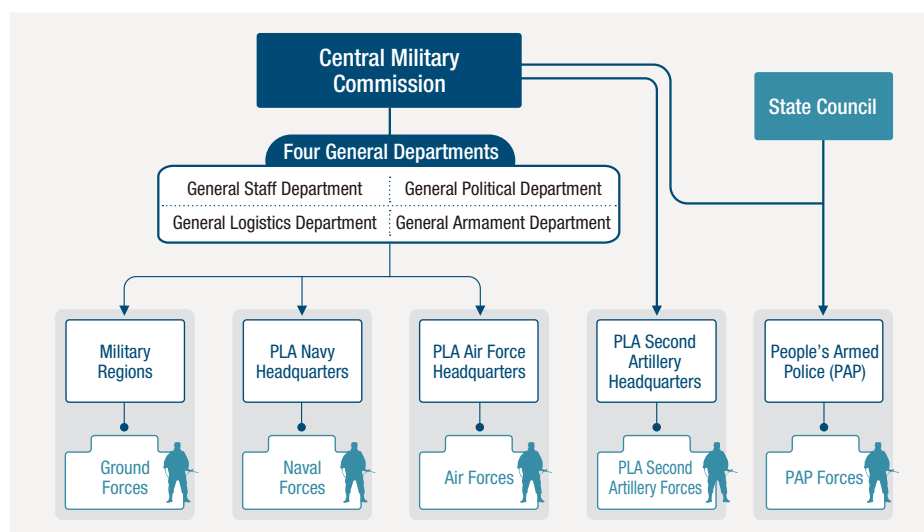 Central Military
Commission
State Council
Four General Departments
General Staff Department
General Political Department
General Logistics Department
General Armament Department
Military
Regions
PLA Navy
Headquarters
PLA Air Force
Headquarters
PLA Second
Artillery
Headquarters
People’s Armed
Police (PAP)
Ground
Forces
Naval
Forces
Air Forces
PLA Second
Artillery Forces
PAP Forces